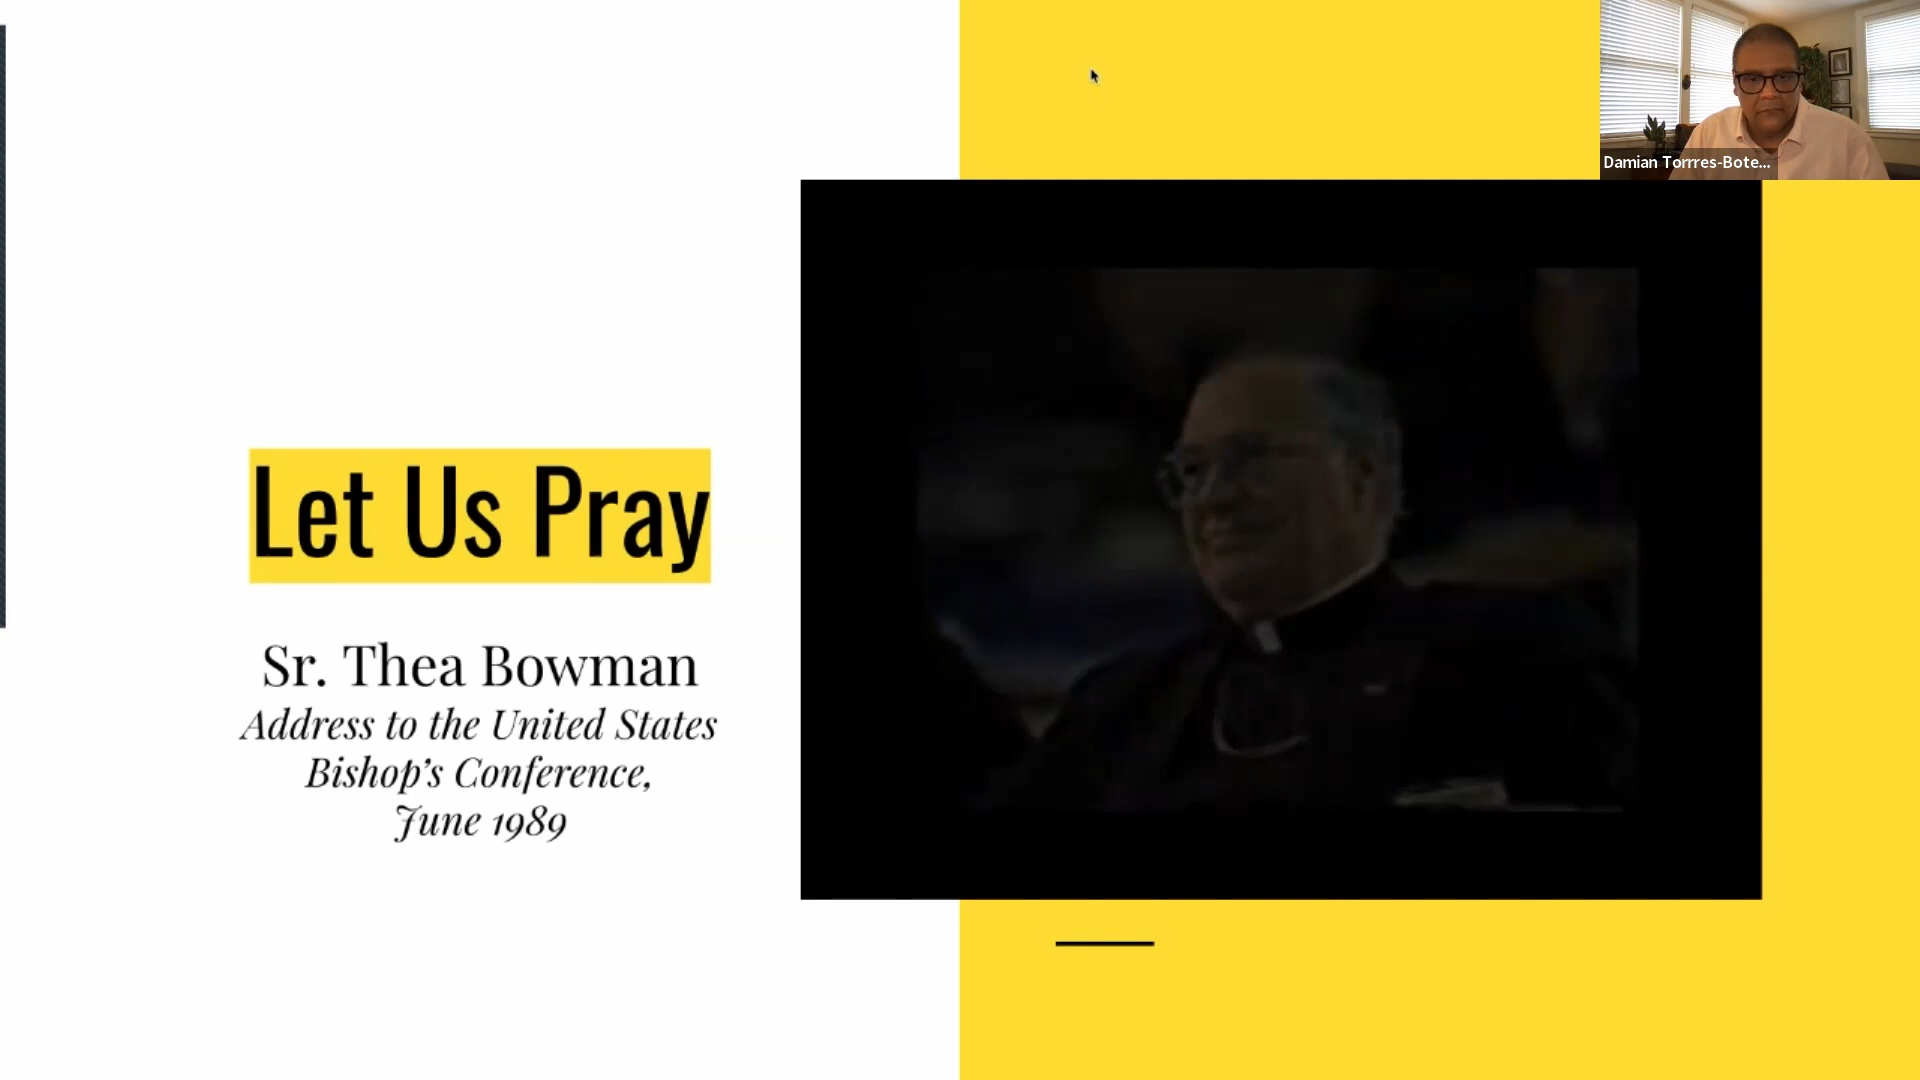 Damian Torrres-Bote...
Let Us Pray
Sr. Thea Bowman
Address to the United States
Bishop’s Conference,
June 1989